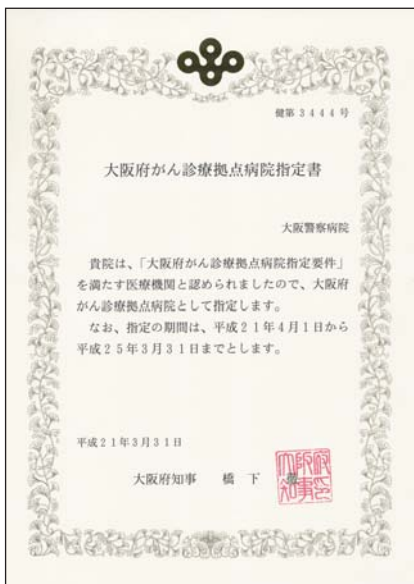 健第3444号
大阪府がん診療拠点病院指定書
大阪警察病院
貴院は、「大阪府がん診療拠点病院指定要件」
を満たす医療機関と認められましたので、大阪府
がん診療拠点病院として指定します。
なお、指定の期間は、平成21年4月1日から
平成25年3月31日までとします。
平成21年3月31日
大阪府知事 橋下
大阪府知事印